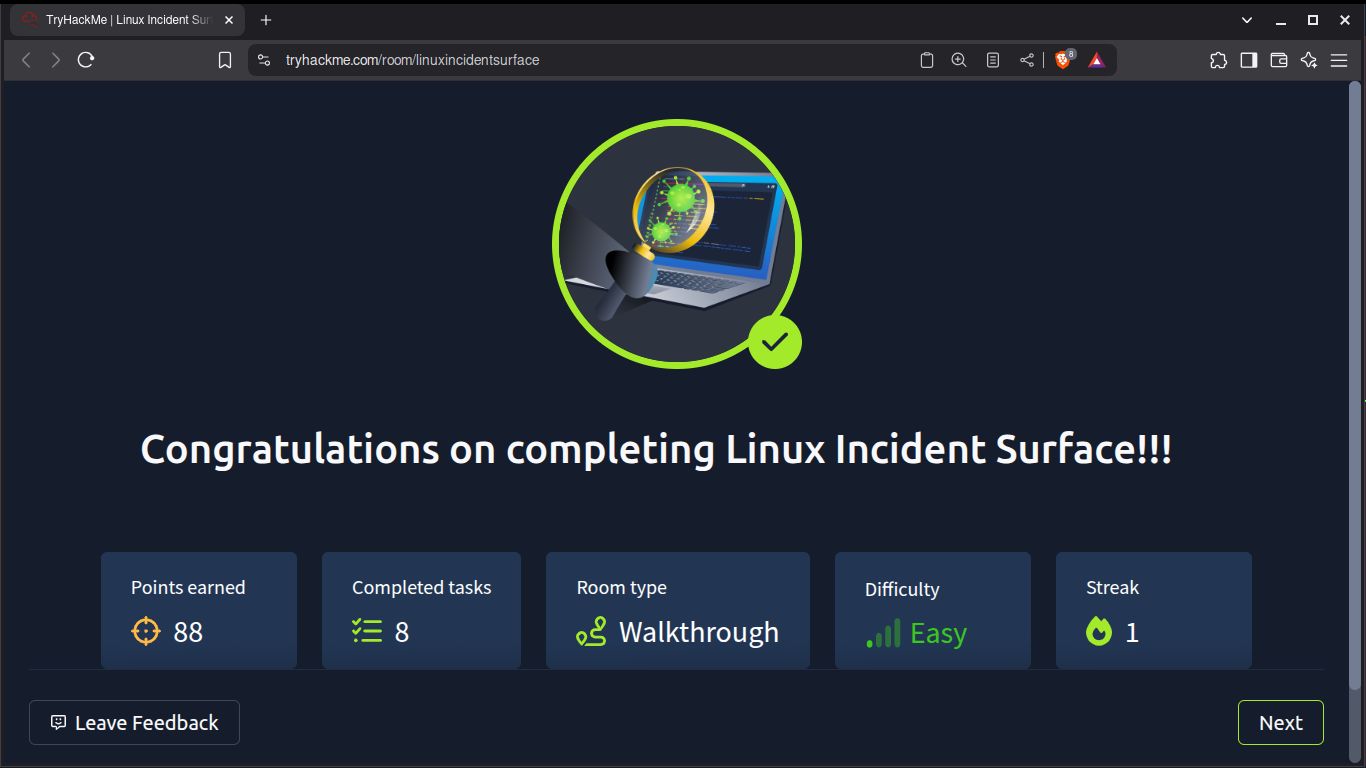 TryHackMe | Linux Incident Sur
tryhackme.com/room/linuxincidentsurface
8
Congratulations on completing Linux Incident Surface!!!
Points earned
88
Completed tasks
8
Room type
Walkthrough
Difficulty
Easy
Streak
1
Leave Feedback
Next